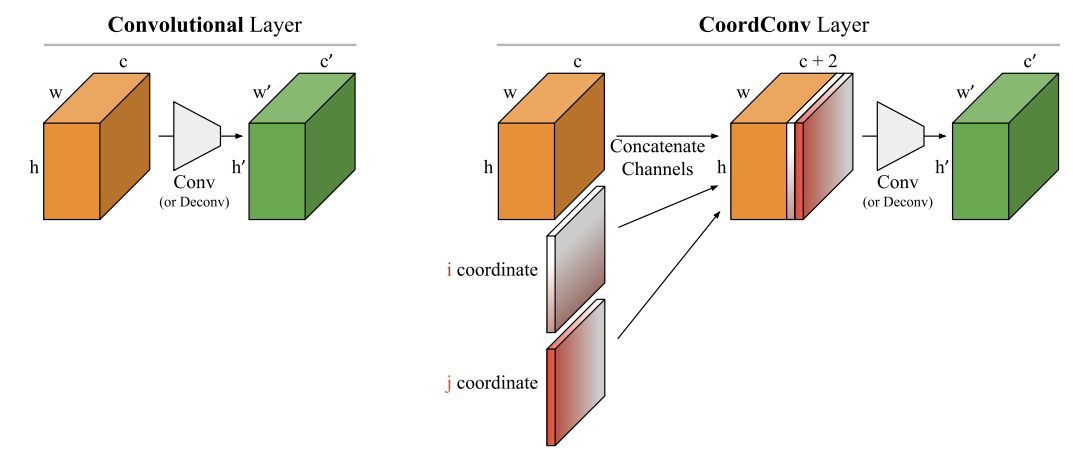 Convolutional Layer
c
w
h
Conv
(or Deconv)
c′
w′
h′
CoordConv Layer
c
w
h
Concatenate
Channels
i coordinate
j coordinate
c + 2
w
h
Conv
(or Deconv)
c′
w′
h′